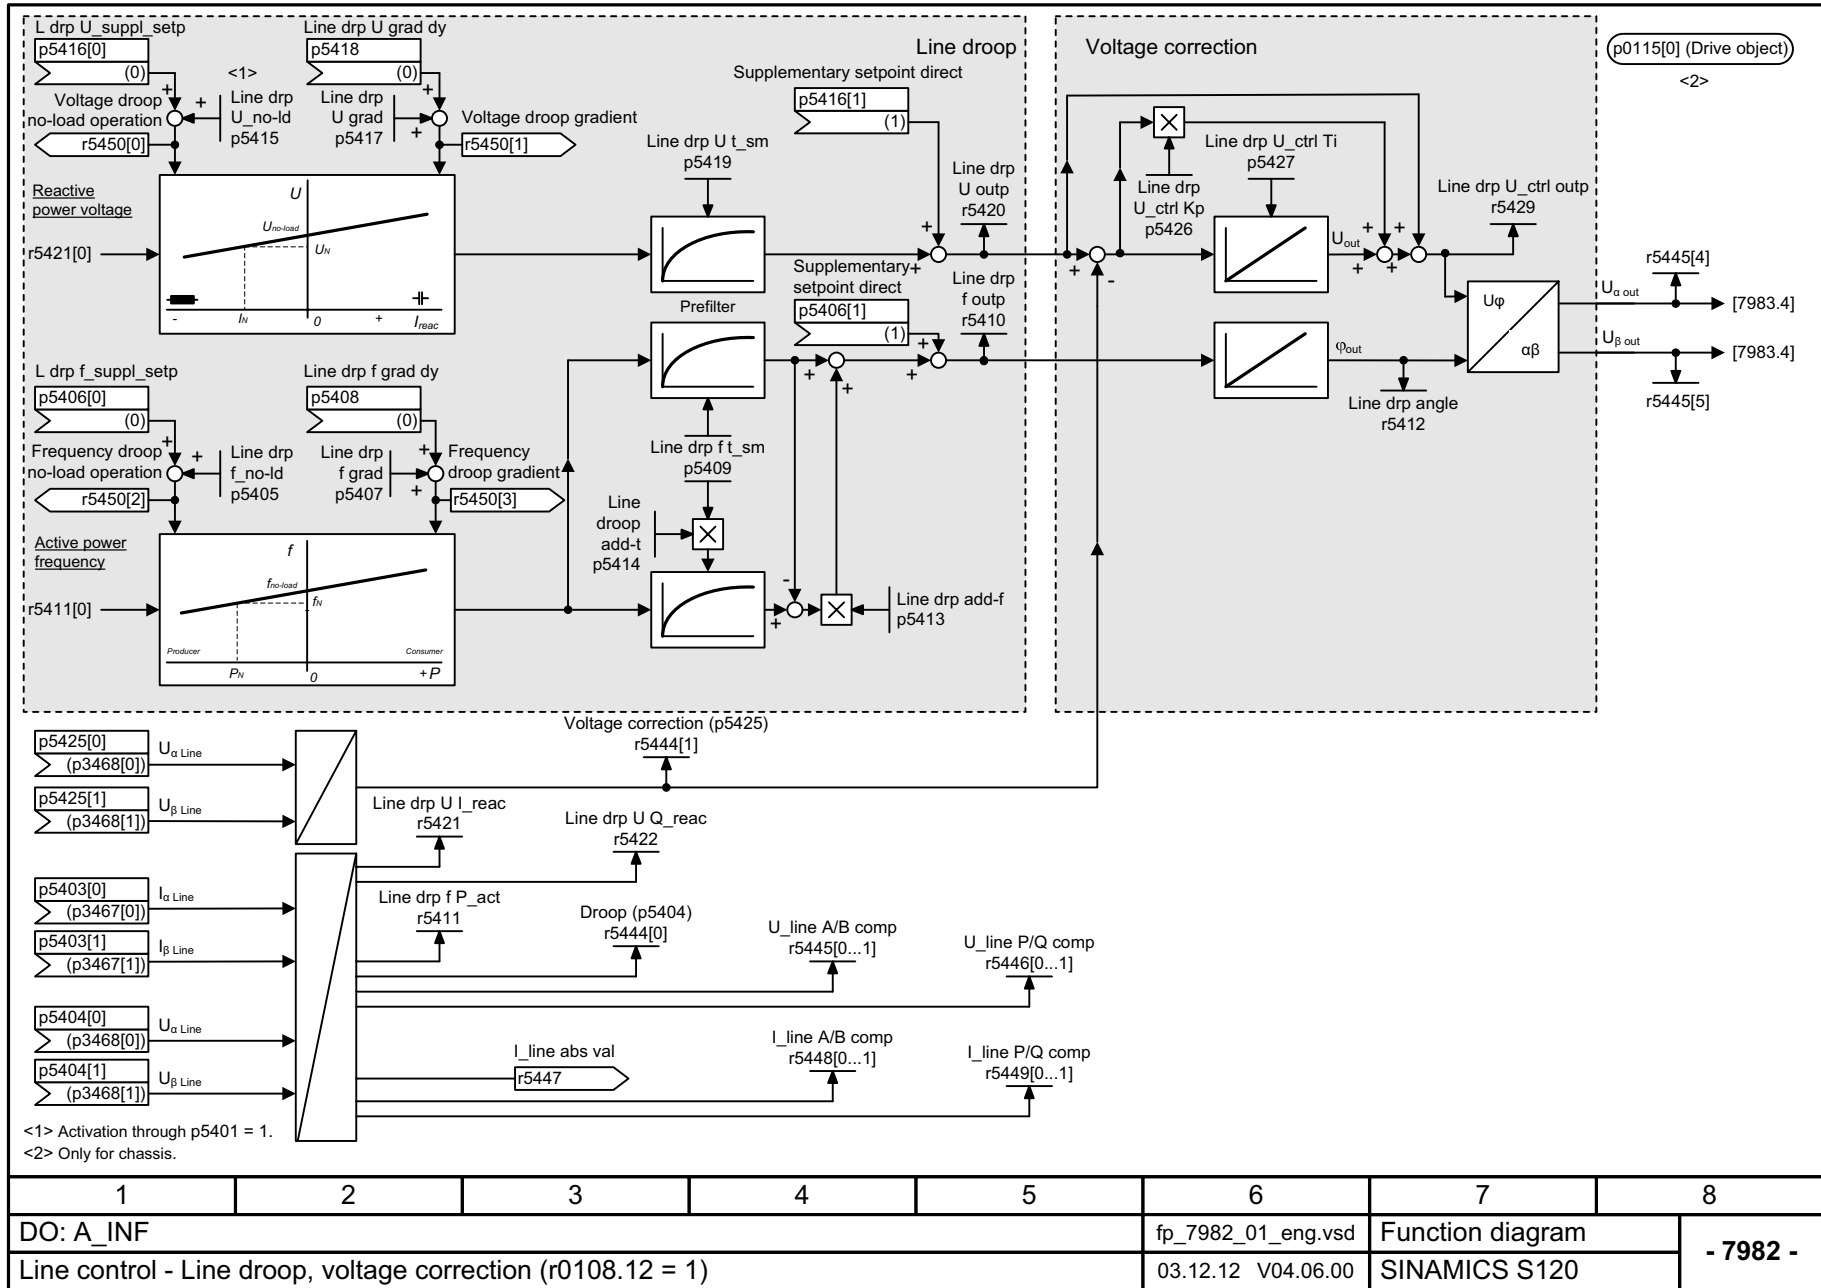 L drp U_suppl_setp
p5416[0]
(0)
+
<1>
Voltage droop
no-load operation
+
Line drp
U_no-ld
p5415
r5450[0]
Line drp U grad dy
p5418
(0)
+
Line drp
U grad
p5417
+
Voltage droop gradient
r5450[1]
Line droop
Supplementary setpoint direct
p5416[1]
(1)
Line drp U t_sm
p5419
Line drp
U outp
r5420
Reactive
power voltage
r5421[0]
U
Uno-load
UN
-
IN
0
+
Ireac
Prefilter
+
+
Supplementary
setpoint direct
p5406[1]
(1)
+
+
Line drp
f outp
r5410
+
+
L drp f_suppl_setp
p5406[0]
(0)
+
Frequency droop
no-load operation
+
Line drp
f_no-ld
p5405
r5450[2]
Line drp f grad dy
p5408
(0)
+
Line drp
f grad
p5407
+
Frequency
droop gradient
r5450[3]
Line drp f t_sm
p5409
Line
droop
add-t
p5414
Active power
frequency
r5411[0]
f
fno-load
fN
Producer
Consumer
PN
0
+P
-
+
Line drp add-f
p5413
Voltage correction
p0115[0] (Drive object)
<2>
Line drp
U_ctrl Kp
p5426
Line drp U_ctrl Ti
p5427
Line drp U_ctrl outp
r5429
+
-
Uout
+
+
+
+
Uφ
αβ
φout
Line drp angle
r5412
r5445[4]
Uα out
[7983.4]
Uβ out
[7983.4]
r5445[5]
Voltage correction (p5425)
r5444[1]
p5425[0]
(p3468[0])
Uα Line
p5425[1]
(p3468[1])
Uβ Line
Line drp U I_reac
r5421
Line drp U Q_reac
r5422
p5403[0]
(p3467[0])
Iα Line
p5403[1]
(p3467[1])
Iβ Line
Line drp f P_act
r5411
Droop (p5404)
r5444[0]
U_line A/B comp
r5445[0...1]
U_line P/Q comp
r5446[0...1]
p5404[0]
(p3468[0])
Uα Line
p5404[1]
(p3468[1])
Uβ Line
I_line abs val
r5447
I_line A/B comp
r5448[0...1]
I_line P/Q comp
r5449[0...1]
<1> Activation through p5401 = 1.
<2> Only for chassis.
1 2 3 4 5 6 7 8
DO: A_INF
fp_7982_01_eng.vsd
Function diagram
- 7982 -
Line control - Line droop, voltage correction (r0108.12 = 1)
03.12.12 V04.06.00
SINAMICS S120